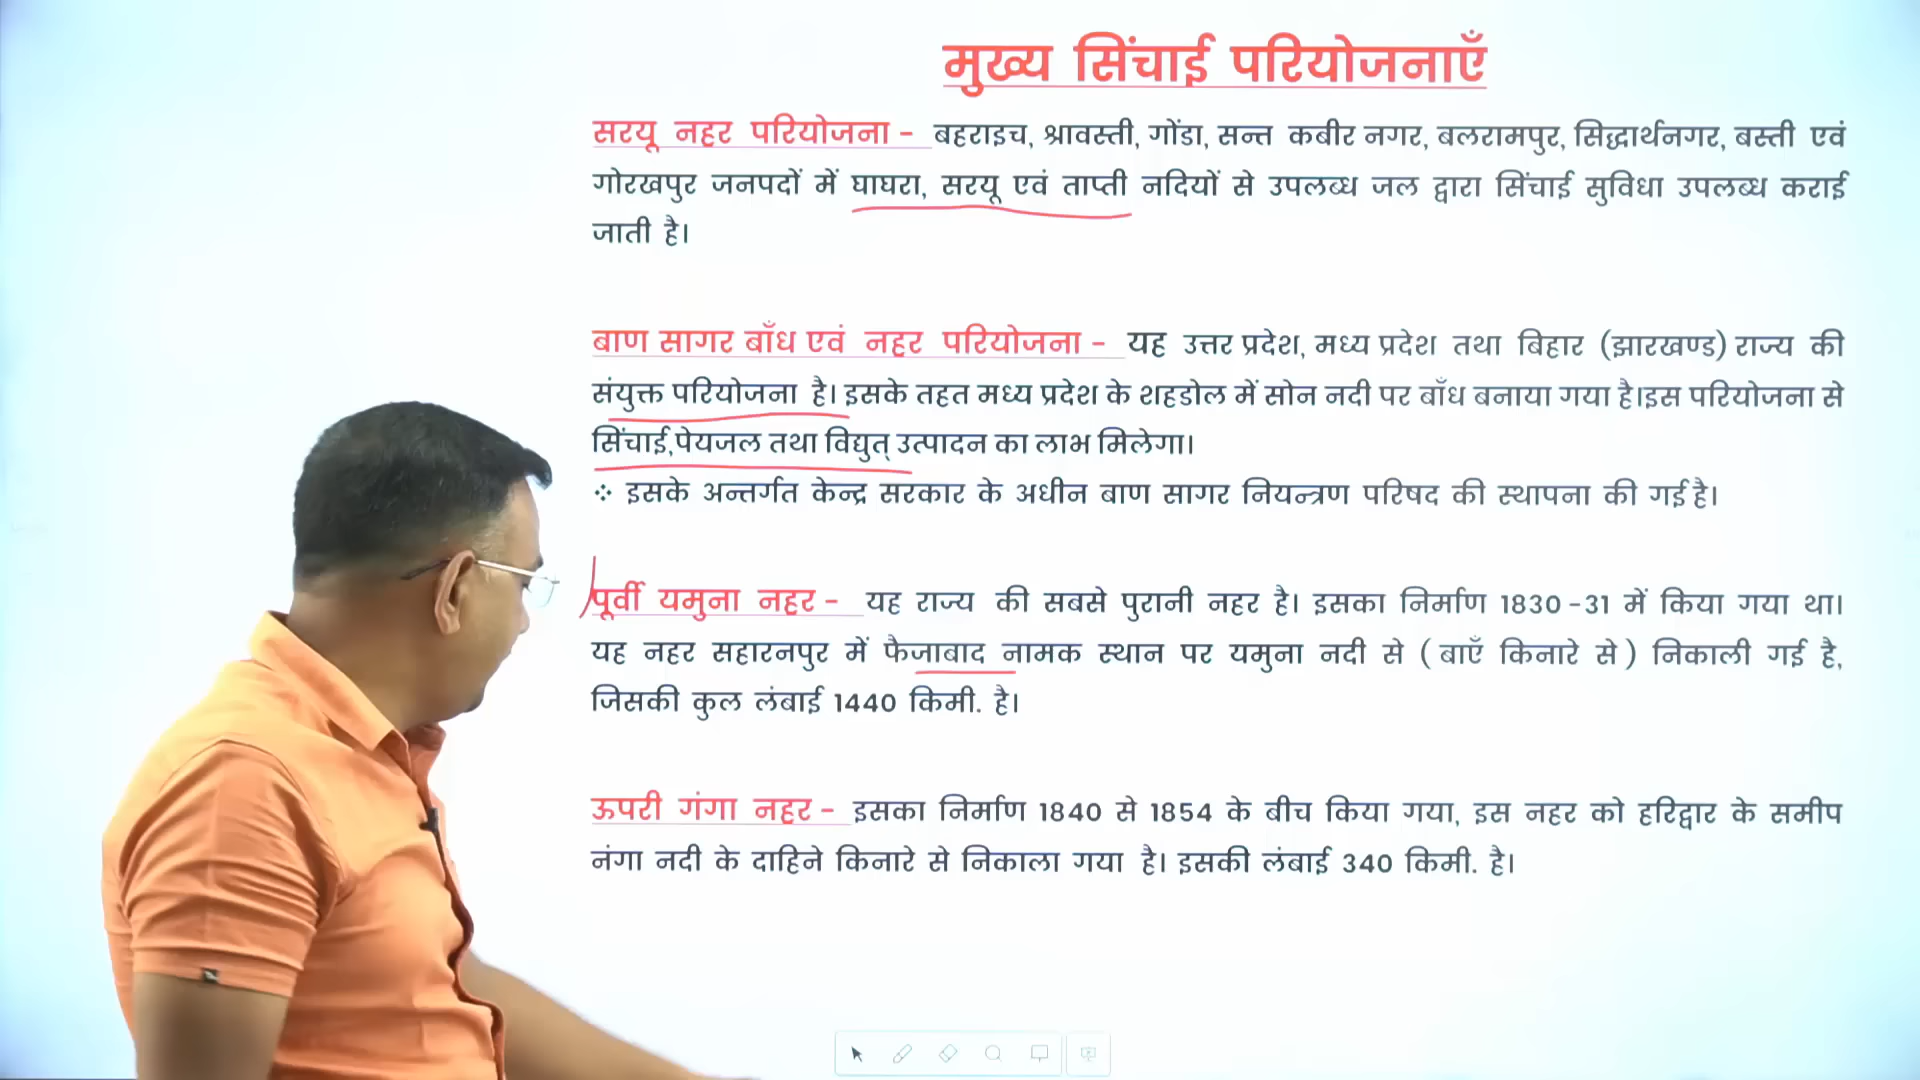 मुख्य सिंचाई परियोजनाएँ
सरयू नहर परियोजना - बहराइच, श्रावस्ती, गोंडा, सन्त कबीर नगर, बलरामपुर, सिद्धार्थनगर, बस्ती एवं
गोरखपुर जनपदों में घाघरा, सरयू एवं ताप्ती नदियों से उपलब्ध जल द्वारा सिंचाई सुविधा उपलब्ध कराई
जाती है।
बाण सागर बाँध एवं नहर परियोजना - यह उत्तर प्रदेश, मध्य प्रदेश तथा बिहार (झारखण्ड) राज्य की
संयुक्त परियोजना है। इसके तहत मध्य प्रदेश के शहडोल में सोन नदी पर बाँध बनाया गया है।इस परियोजना से
सिंचाई,पेयजल तथा विद्युत् उत्पादन का लाभ मिलेगा।
❖ इसके अन्तर्गत केन्द्र सरकार के अधीन बाण सागर नियन्त्रण परिषद की स्थापना की गई है।
पूर्वी यमुना नहर - यह राज्य की सबसे पुरानी नहर है। इसका निर्माण 1830 -31 में किया गया था।
यह नहर सहारनपुर में फैजाबाद नामक स्थान पर यमुना नदी से ( बाएँ किनारे से ) निकाली गई है,
जिसकी कुल लंबाई 1440 किमी. है।
ऊपरी गंगा नहर - इसका निर्माण 1840 से 1854 के बीच किया गया, इस नहर को हरिद्वार के समीप
नंगा नदी के दाहिने किनारे से निकाला गया है। इसकी लंबाई 340 किमी. है।